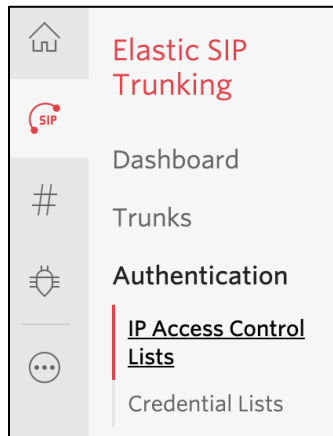 Elastic SIP
Trunking
SIP
Dashboard
#
Trunks
Authentication
IP Access Control
Lists
Credential Lists